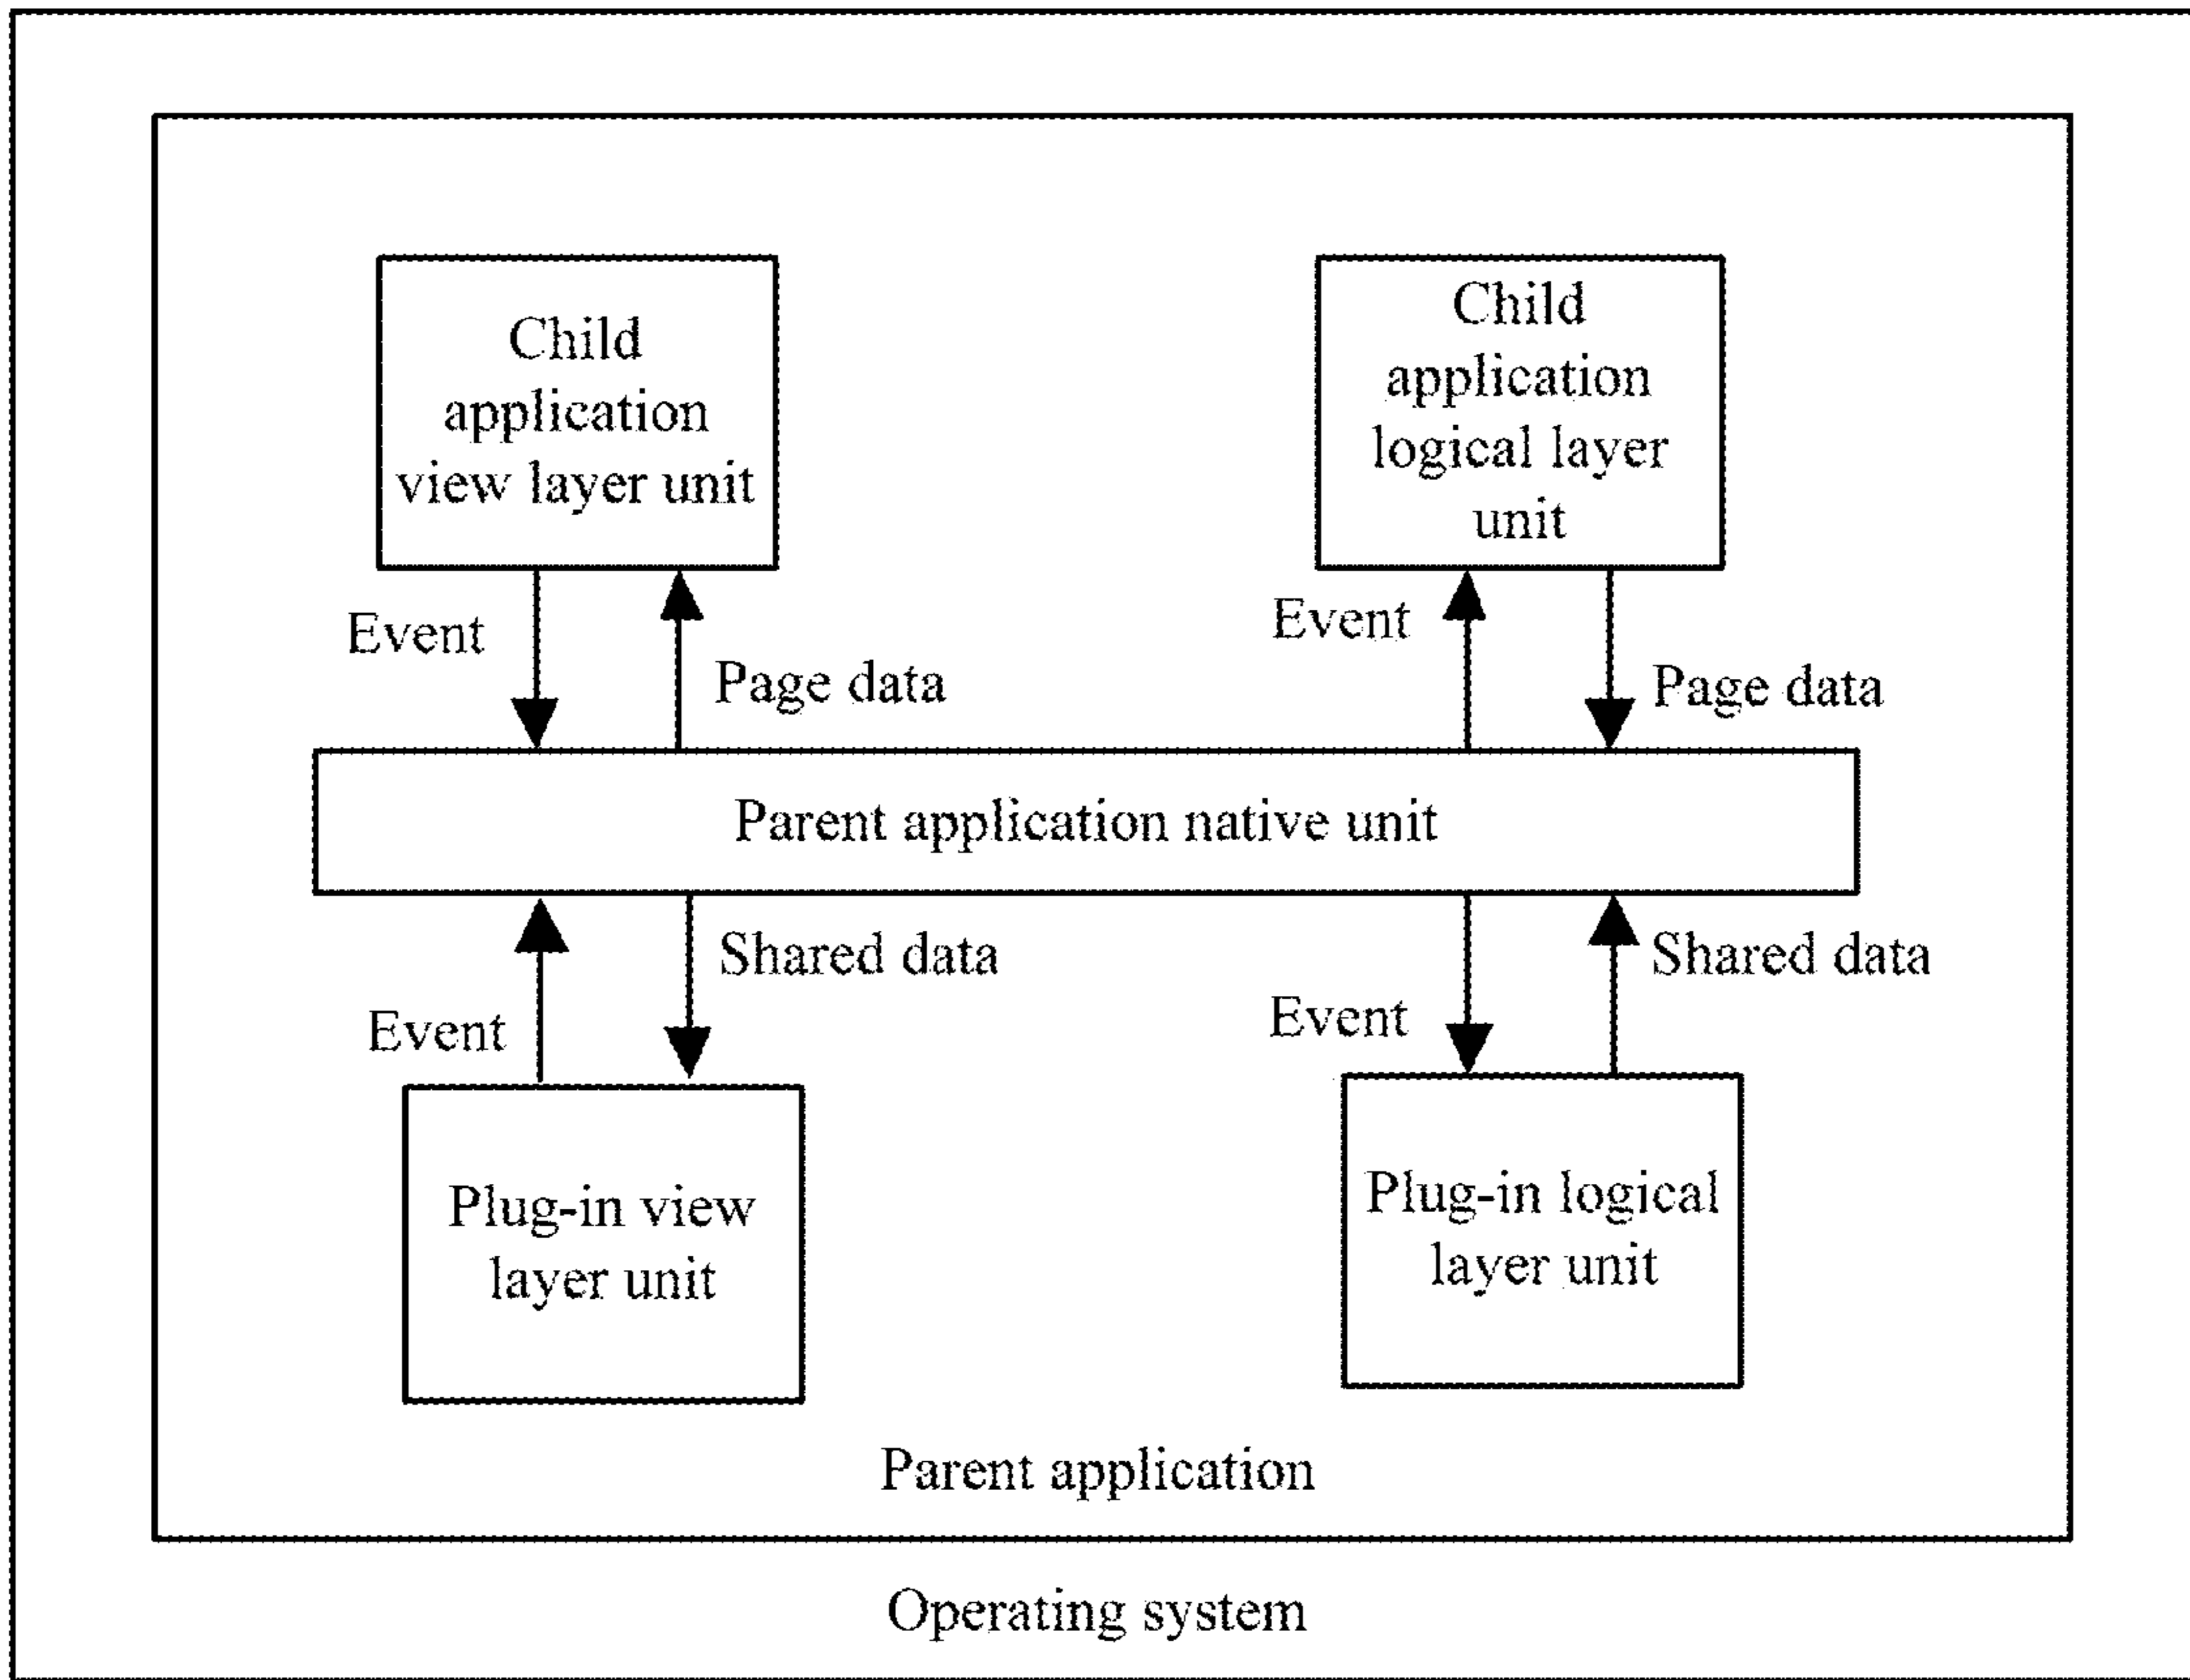 Child
application
view layer unit
Child
application
logical layer
unit
Event
Page data
Event
Page data
Parent application native unit
Event
Shared data
Event
Shared data
Plug-in view
layer unit
Plug-in logical
layer unit
Parent application
Operating system